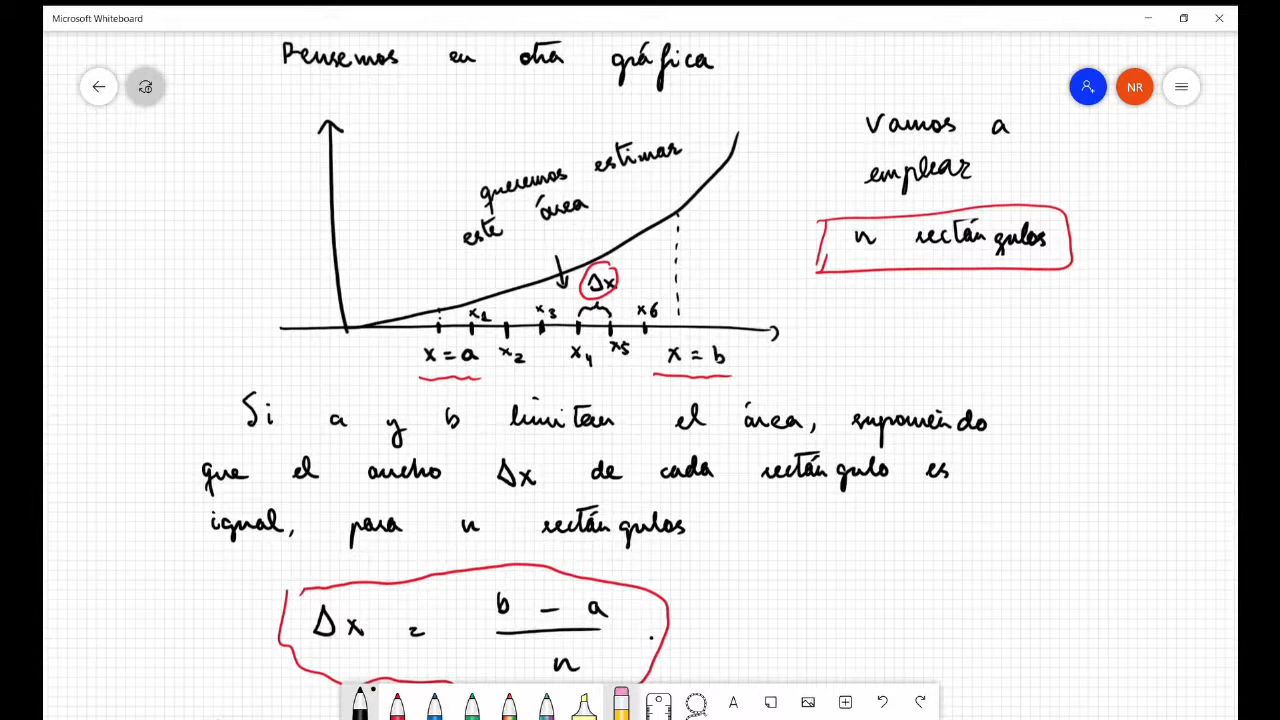 Microsoft Whiteboard
Pensemos en otra gráfica
NR
queremos estimar
este área
Vamos a
emplear
n rectángulos
Δx
x1 x3 x6
x = a x2 x4 x5 x = b
Si a y b limitan el área, suponiendo
que el ancho Δx de cada rectángulo es
igual, para n rectángulos
Δx = b - a
n
A